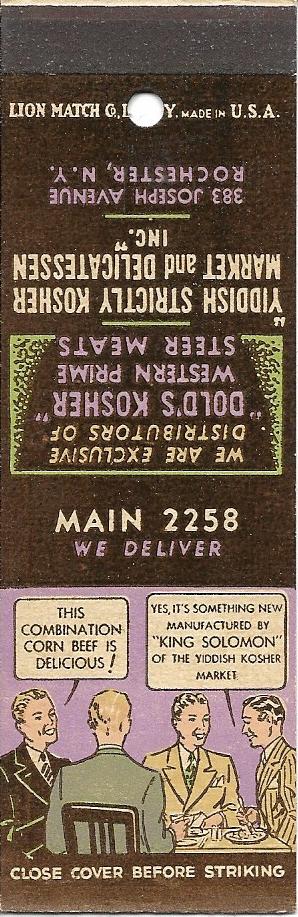 LION MATCH Co., Y. MADE IN U.S.A.
"YIDDISH STRICTLY KOSHER
MARKET and DELICATESSEN
INC."
383 JOSEPH AVENUE
ROCHESTER, N.Y.
WE ARE EXCLUSIVE
DISTRIBUTORS OF
"DOLD'S KOSHER"
WESTERN PRIME
STEER MEATS
MAIN 2258
WE DELIVER
THIS
COMBINATION
CORN BEEF IS
DELICIOUS!
YES, IT'S SOMETHING NEW
MANUFACTURED BY
"KING SOLOMON"
OF THE YIDDISH KOSHER
MARKET
CLOSE COVER BEFORE STRIKING